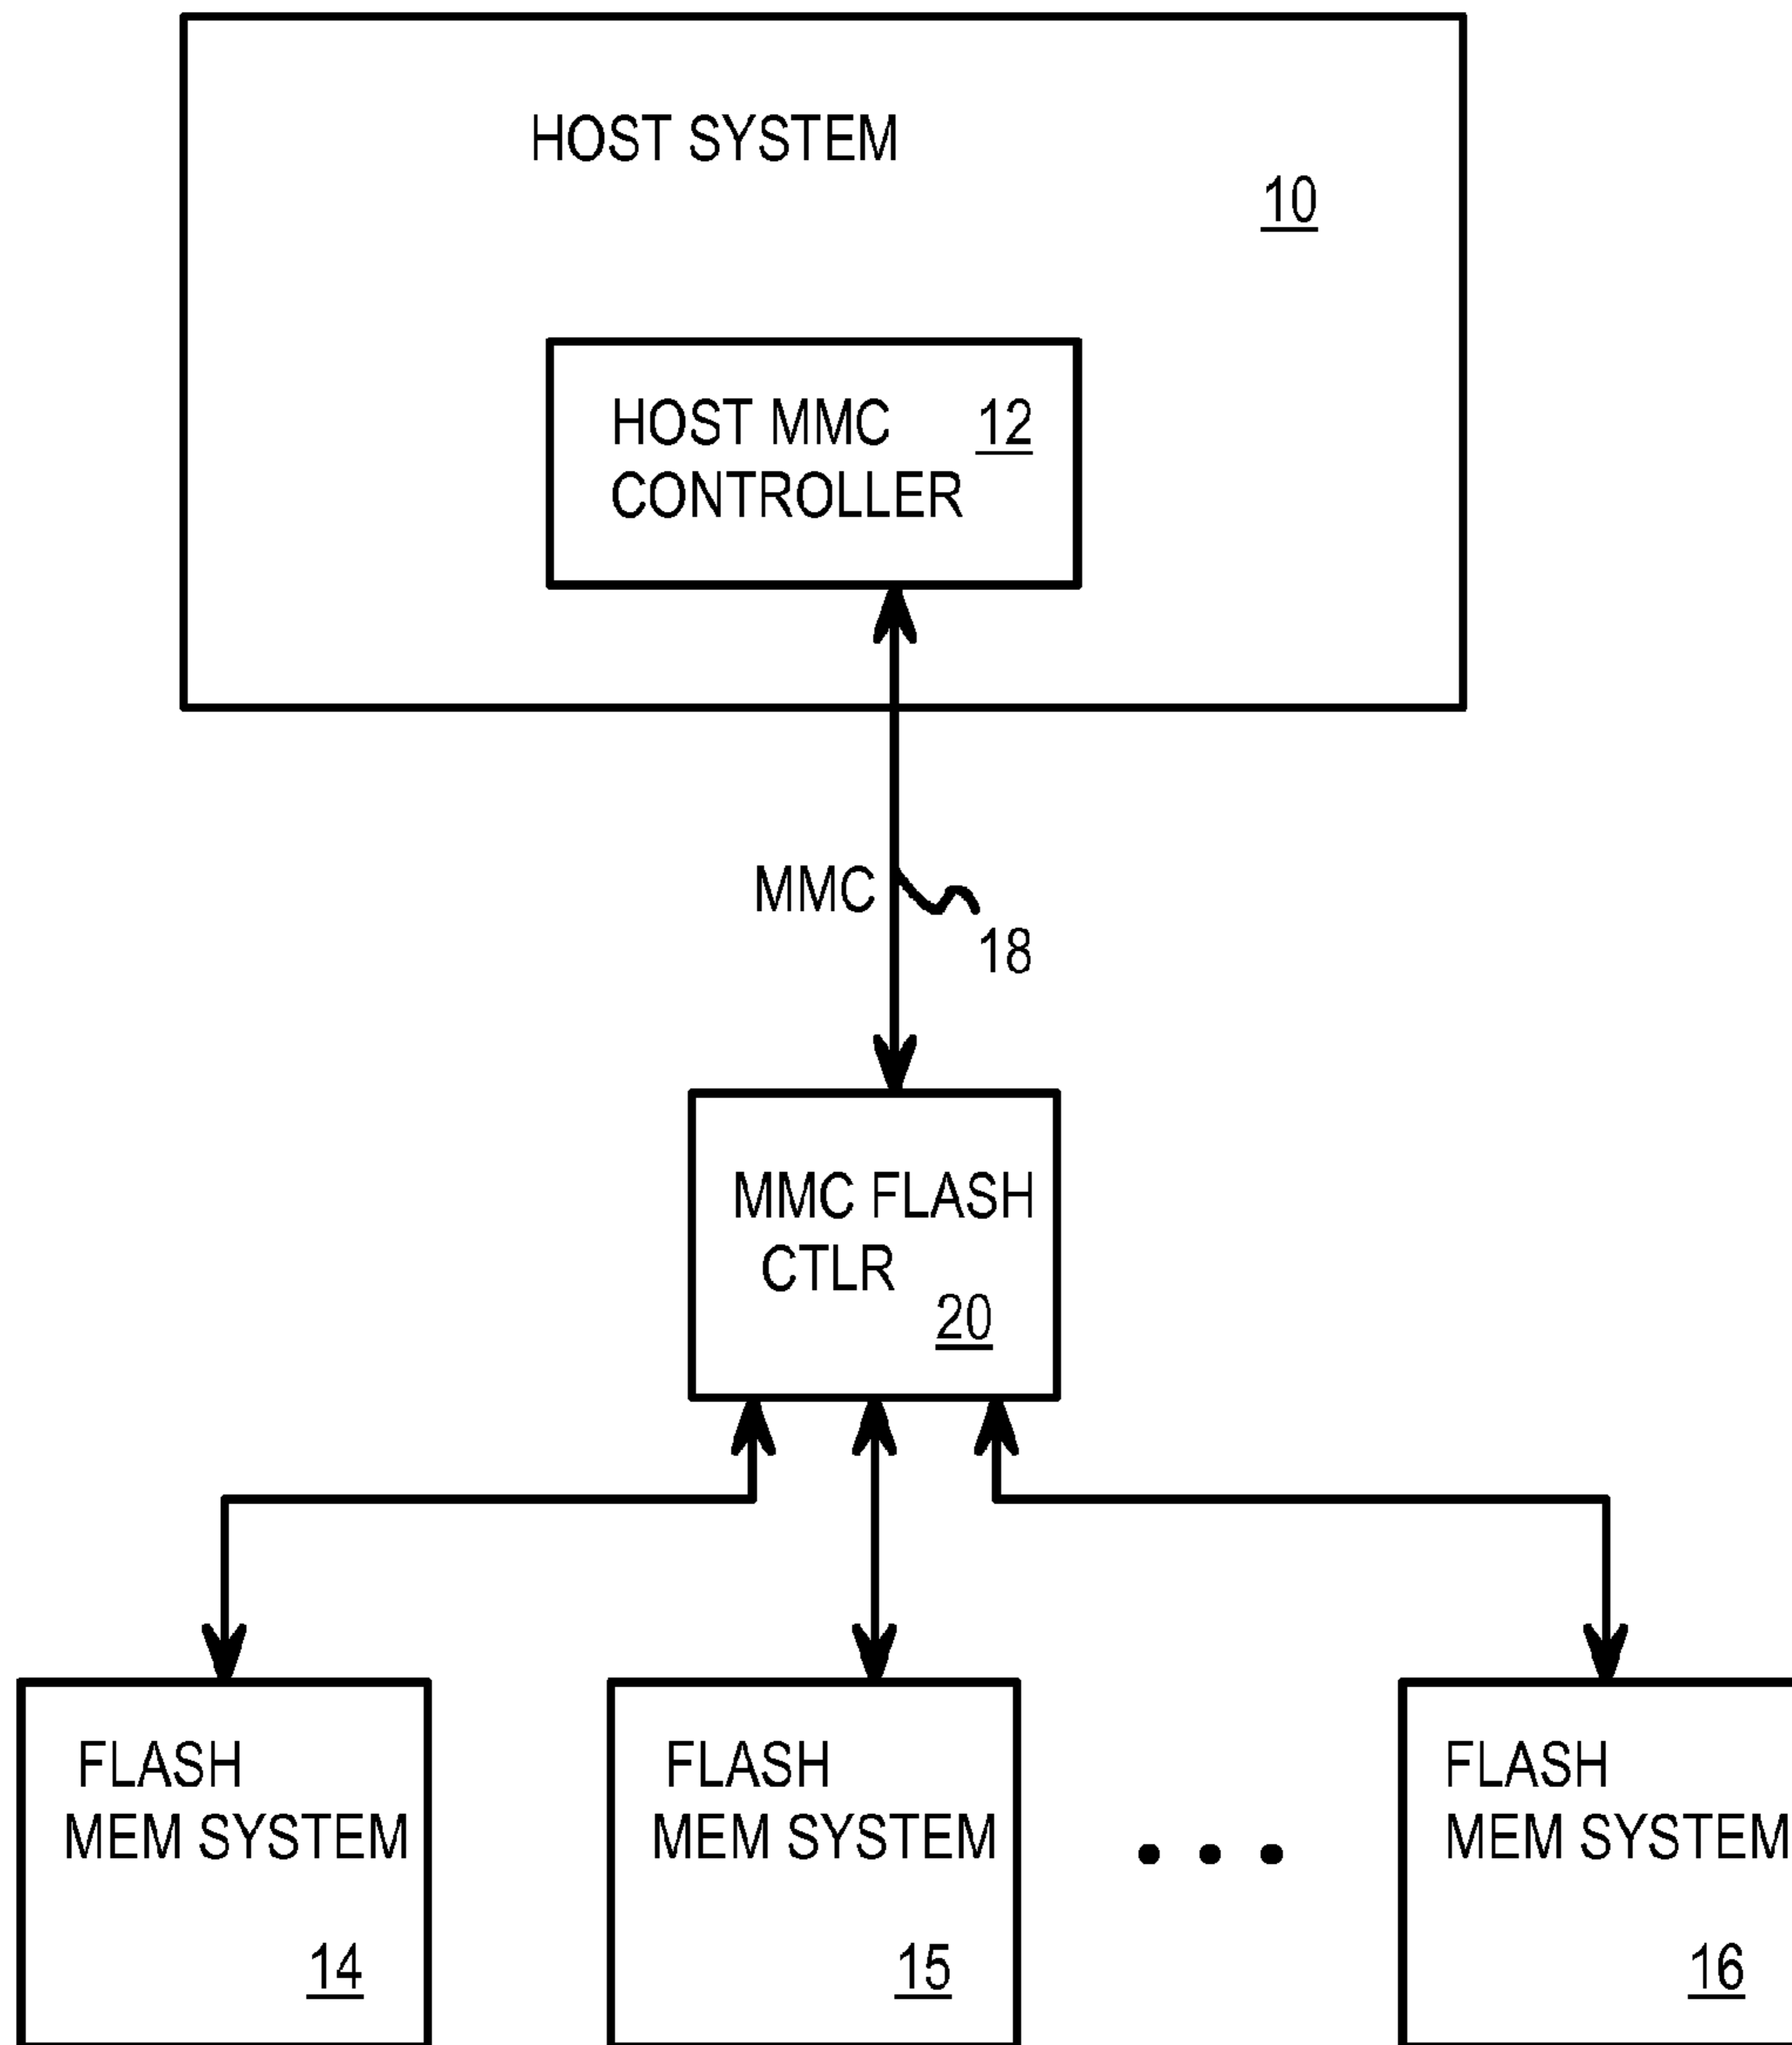 HOST SYSTEM
10
HOST MMC 12
CONTROLLER
MMC
18
MMC FLASH
CTLR
20
FLASH
MEM SYSTEM
14
FLASH
MEM SYSTEM
15
FLASH
MEM SYSTEM
16